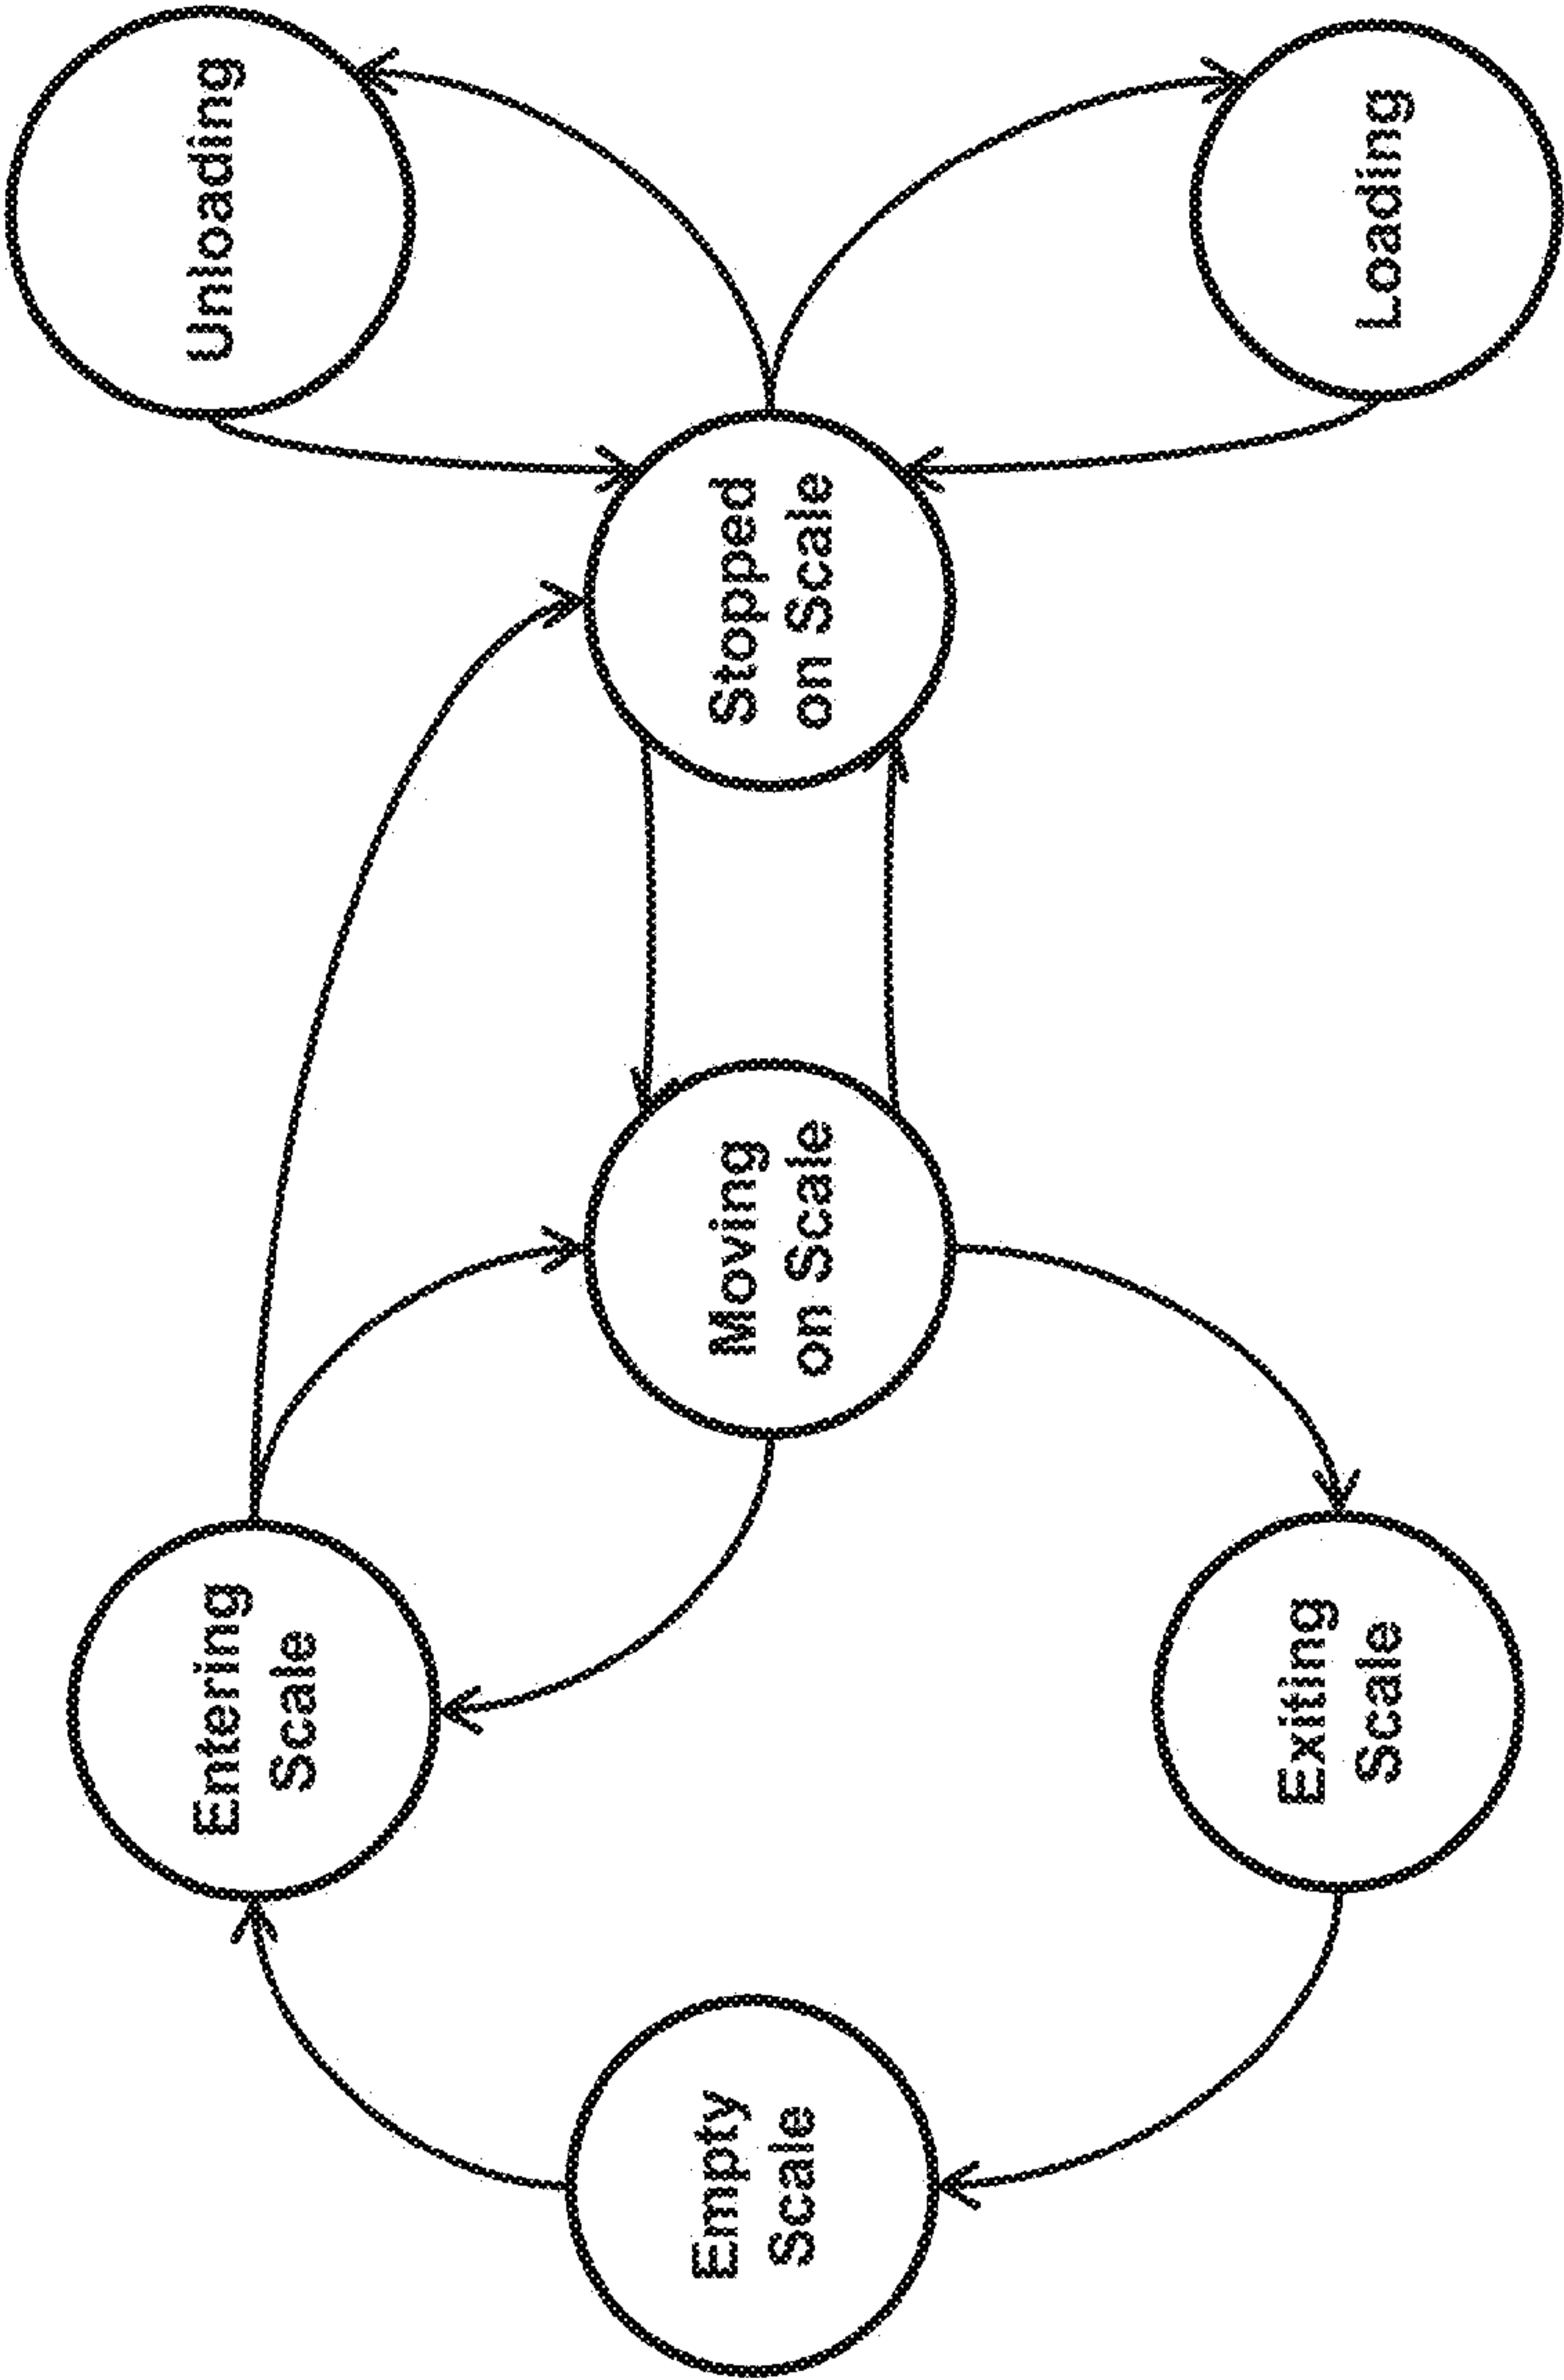 Empty
Scale
Entering
Scale
Exiting
Scale
Moving
on Scale
Stopped
on Scale
Unloading
Loading